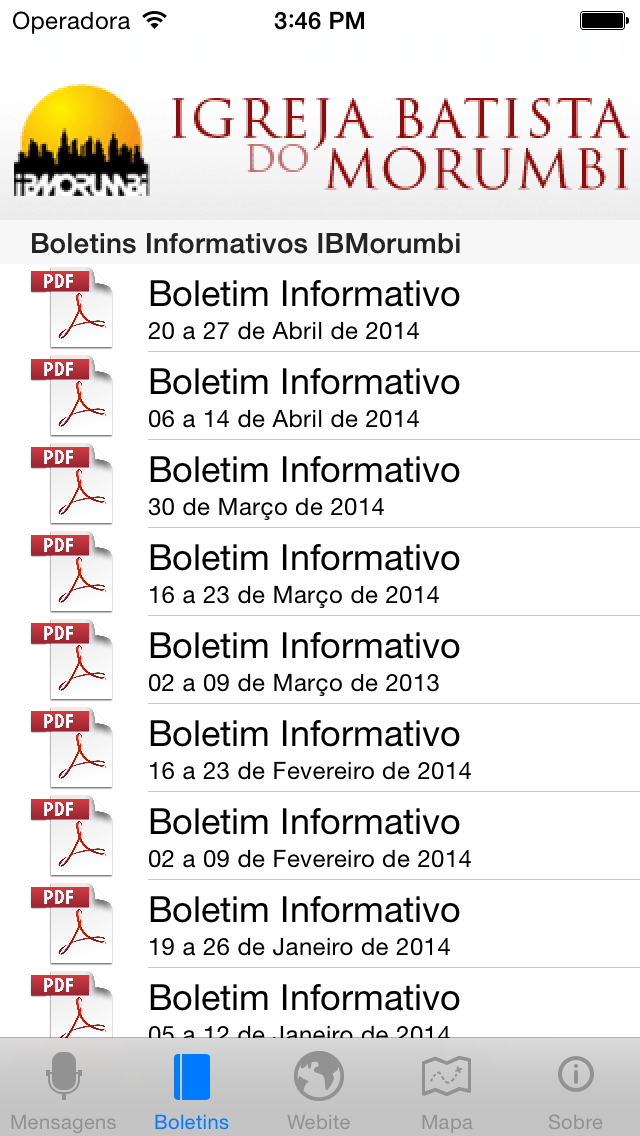 Operadora 3:46 PM
IGREJA BATISTA
DO MORUMBI
iBMORUMBi
Boletins Informativos IBMorumbi
PDF
Boletim Informativo
20 a 27 de Abril de 2014
PDF
Boletim Informativo
06 a 14 de Abril de 2014
PDF
Boletim Informativo
30 de Março de 2014
PDF
Boletim Informativo
16 a 23 de Março de 2014
PDF
Boletim Informativo
02 a 09 de Março de 2013
PDF
Boletim Informativo
16 a 23 de Fevereiro de 2014
PDF
Boletim Informativo
02 a 09 de Fevereiro de 2014
PDF
Boletim Informativo
19 a 26 de Janeiro de 2014
PDF
Boletim Informativo
05 a 12 de Janeiro de 2014
Mensagens Boletins Webite Mapa Sobre